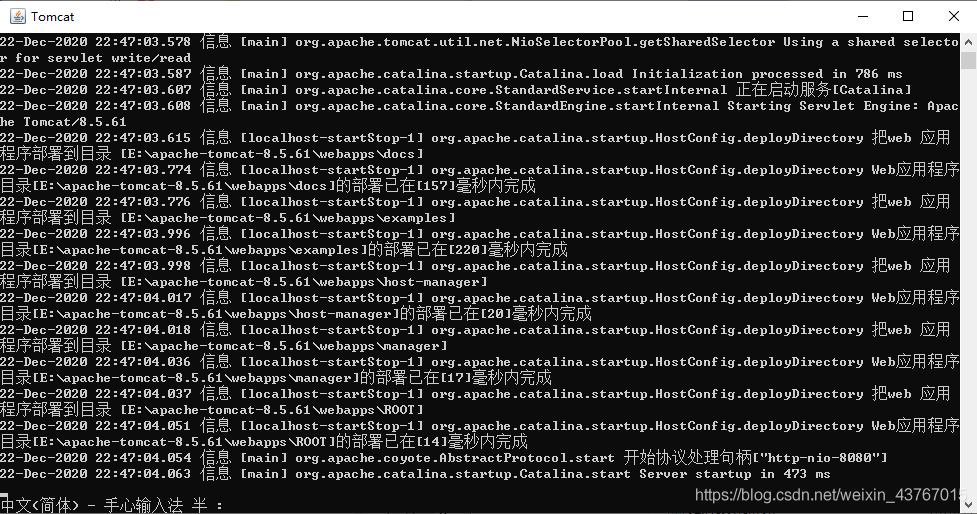 Tomcat
22-Dec-2020 22:47:03.578 信息 [main] org.apache.tomcat.util.net.NioSelectorPool.getSharedSelector Using a shared selecto
r for servlet write/read
22-Dec-2020 22:47:03.587 信息 [main] org.apache.catalina.startup.Catalina.load Initialization processed in 786 ms
22-Dec-2020 22:47:03.607 信息 [main] org.apache.catalina.core.StandardService.startInternal 正在启动服务[Catalina]
22-Dec-2020 22:47:03.608 信息 [main] org.apache.catalina.core.StandardEngine.startInternal Starting Servlet Engine: Apac
he Tomcat/8.5.61
22-Dec-2020 22:47:03.615 信息 [localhost-startStop-1] org.apache.catalina.startup.HostConfig.deployDirectory 把web 应用
程序部署到目录 [E:\apache-tomcat-8.5.61\webapps\docs]
22-Dec-2020 22:47:03.774 信息 [localhost-startStop-1] org.apache.catalina.startup.HostConfig.deployDirectory Web应用程序
目录[E:\apache-tomcat-8.5.61\webapps\docs]的部署已在[157]毫秒内完成
22-Dec-2020 22:47:03.776 信息 [localhost-startStop-1] org.apache.catalina.startup.HostConfig.deployDirectory 把web 应用
程序部署到目录 [E:\apache-tomcat-8.5.61\webapps\examples]
22-Dec-2020 22:47:03.996 信息 [localhost-startStop-1] org.apache.catalina.startup.HostConfig.deployDirectory Web应用程序
目录[E:\apache-tomcat-8.5.61\webapps\examples]的部署已在[220]毫秒内完成
22-Dec-2020 22:47:03.998 信息 [localhost-startStop-1] org.apache.catalina.startup.HostConfig.deployDirectory 把web 应用
程序部署到目录 [E:\apache-tomcat-8.5.61\webapps\host-manager]
22-Dec-2020 22:47:04.017 信息 [localhost-startStop-1] org.apache.catalina.startup.HostConfig.deployDirectory Web应用程序
目录[E:\apache-tomcat-8.5.61\webapps\host-manager]的部署已在[20]毫秒内完成
22-Dec-2020 22:47:04.018 信息 [localhost-startStop-1] org.apache.catalina.startup.HostConfig.deployDirectory 把web 应用
程序部署到目录 [E:\apache-tomcat-8.5.61\webapps\manager]
22-Dec-2020 22:47:04.036 信息 [localhost-startStop-1] org.apache.catalina.startup.HostConfig.deployDirectory Web应用程序
目录[E:\apache-tomcat-8.5.61\webapps\manager]的部署已在[17]毫秒内完成
22-Dec-2020 22:47:04.037 信息 [localhost-startStop-1] org.apache.catalina.startup.HostConfig.deployDirectory 把web 应用
程序部署到目录 [E:\apache-tomcat-8.5.61\webapps\ROOT]
22-Dec-2020 22:47:04.051 信息 [localhost-startStop-1] org.apache.catalina.startup.HostConfig.deployDirectory Web应用程序
目录[E:\apache-tomcat-8.5.61\webapps\ROOT]的部署已在[14]毫秒内完成
22-Dec-2020 22:47:04.054 信息 [main] org.apache.coyote.AbstractProtocol.start 开始协议处理句柄["http-nio-8080"]
22-Dec-2020 22:47:04.063 信息 [main] org.apache.catalina.startup.Catalina.start Server startup in 473 ms
https://blog.csdn.net/weixin_43767015
中文(简体) - 手心输入法 半 :